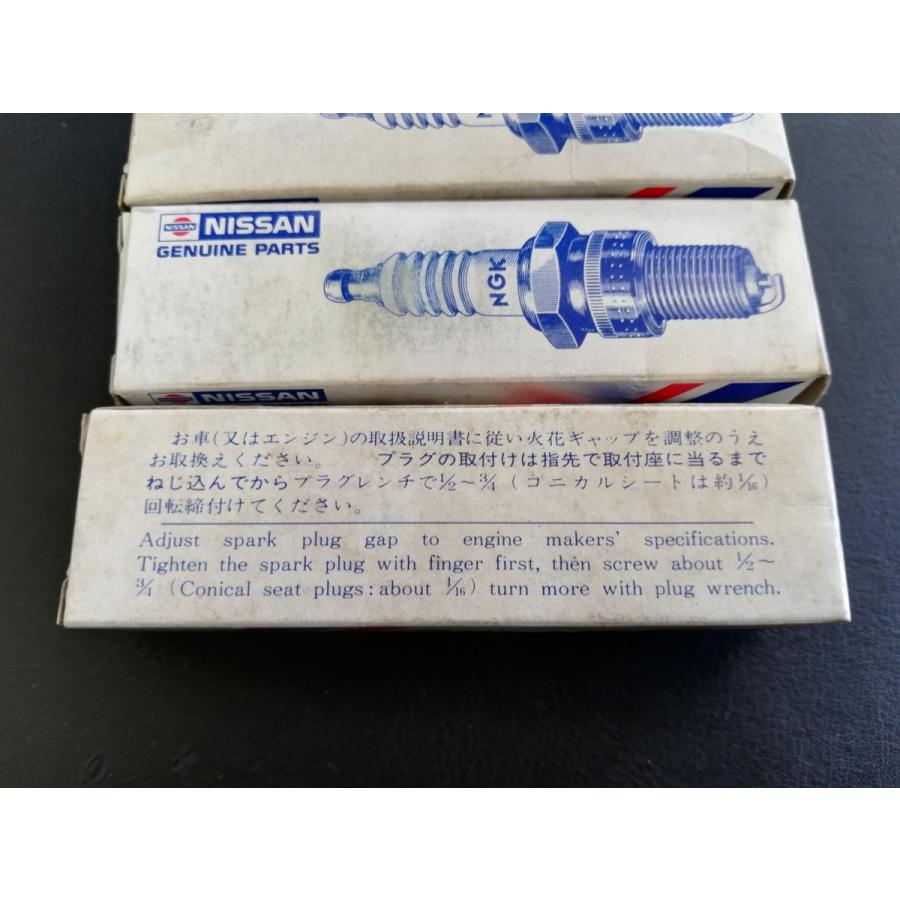 NISSAN
NISSAN
GENUINE PARTS
NGK
NISSAN
お車(又はエンジン)の取扱説明書に従い火花ギャップを調整のうえ
お取換えください。 プラグの取付けは指先で取付座に当るまで
ねじ込んでからプラグレンチで½～¾(コニカルシートは約1/16)
回転締付けてください。
Adjust spark plug gap to engine makers' specifications.
Tighten the spark plug with finger first, then screw about ½～
¾ (Conical seat plugs: about 1/16) turn more with plug wrench.